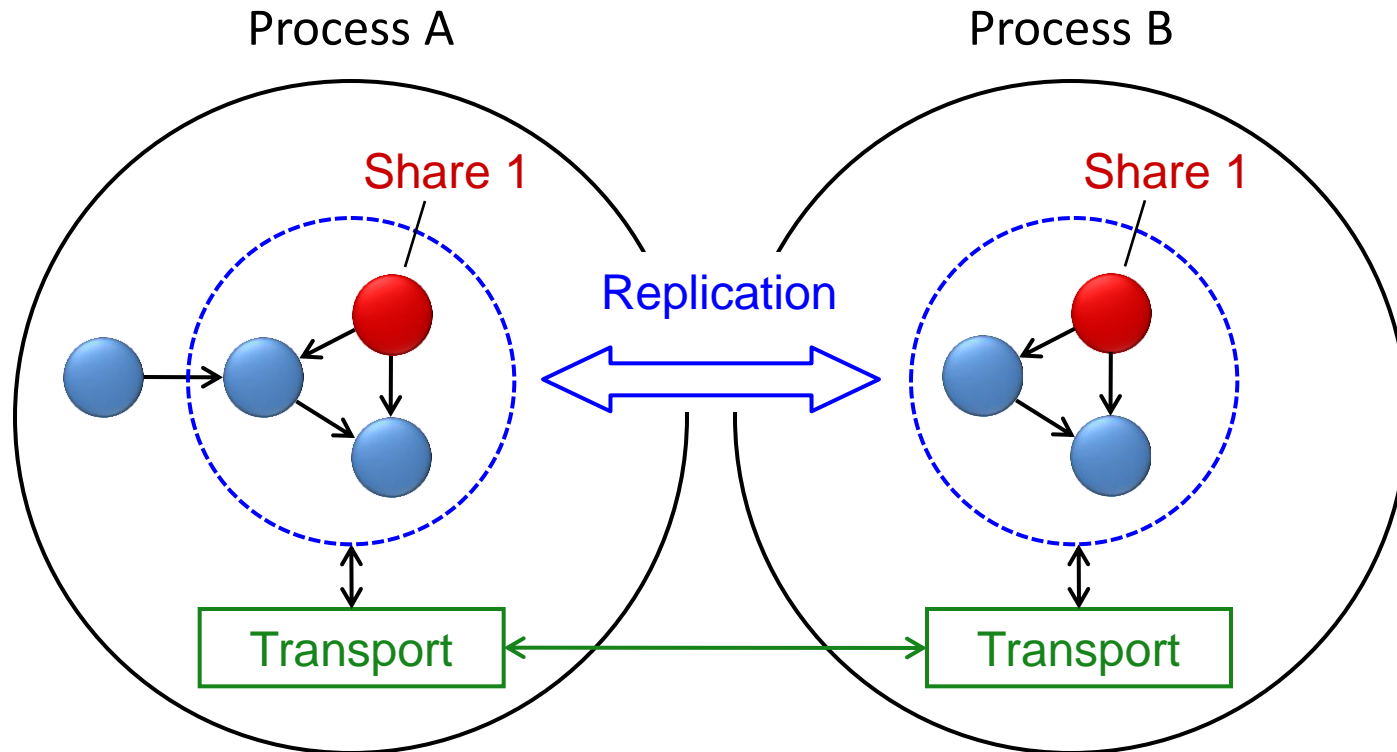 Process A
Process B
Share 1
Share 1
Replication
Transport
Transport